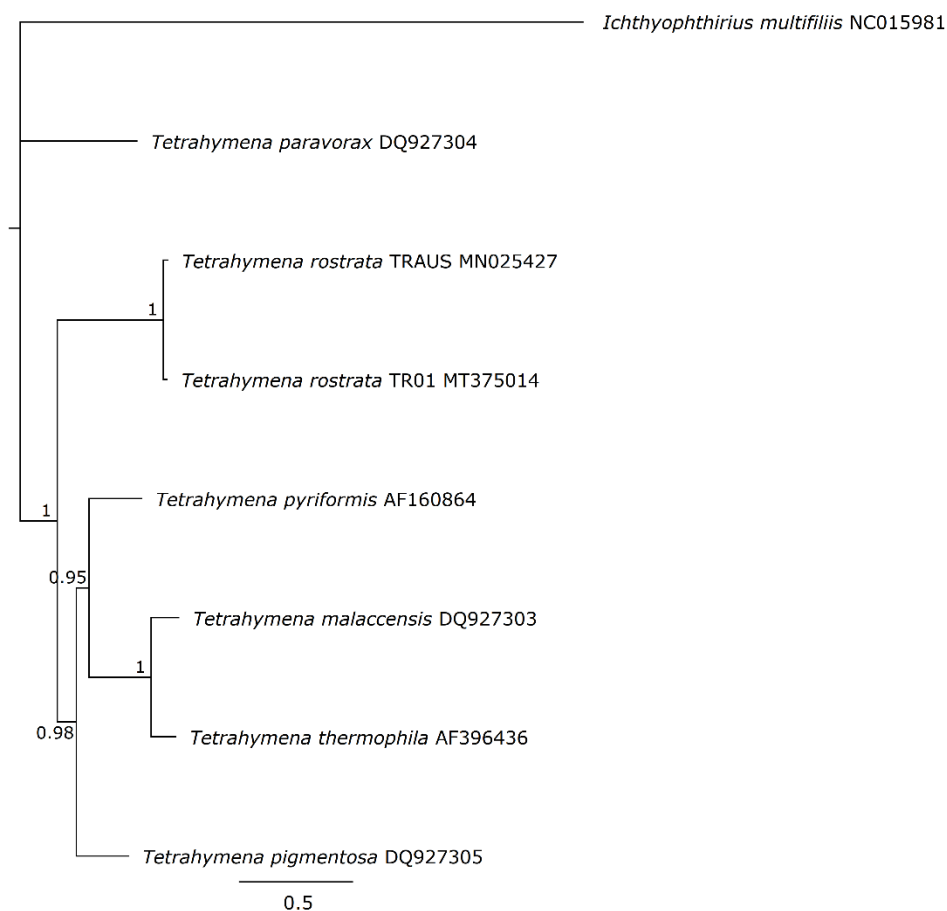 Ichthyophthirius multifiliis NC015981
Tetrahymena paravorax DQ927304
Tetrahymena rostrata TRAUS MN025427
1
Tetrahymena rostrata TR01 MT375014
Tetrahymena pyriformis AF160864
1
0.95
Tetrahymena malaccensis DQ927303
1
0.98
Tetrahymena thermophila AF396436
Tetrahymena pigmentosa DQ927305
0.5